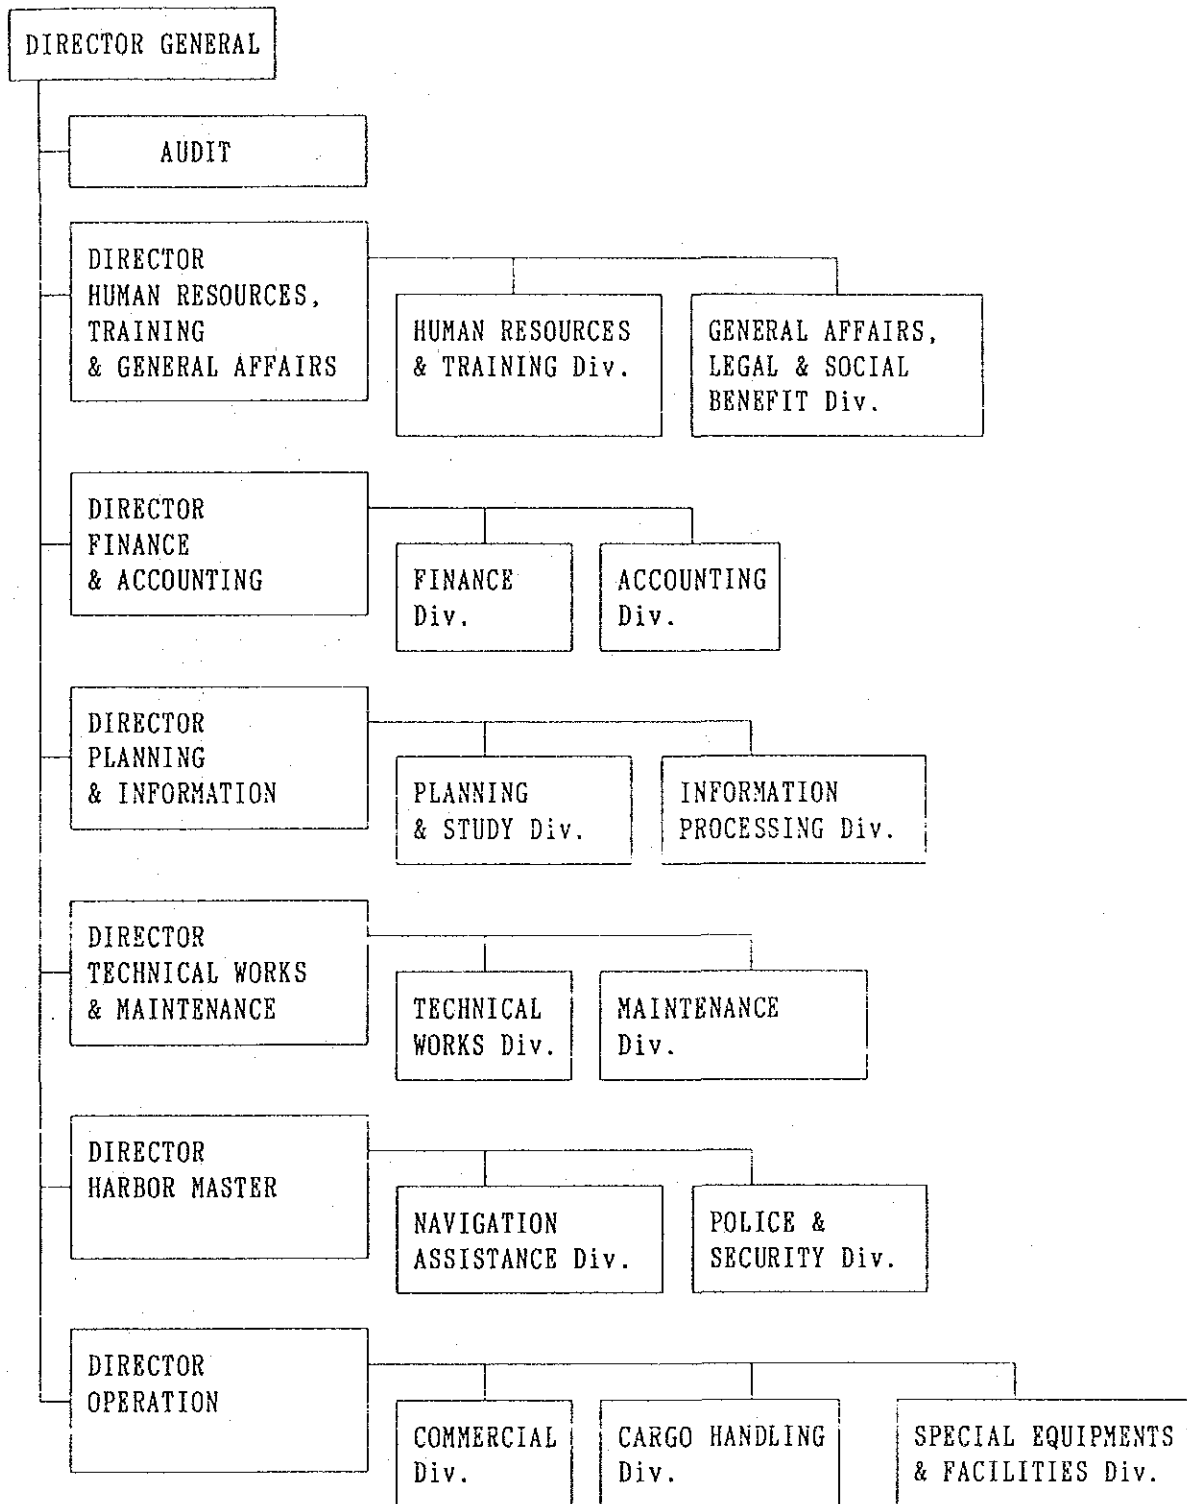 DIRECTOR GENERAL
AUDIT
DIRECTOR
HUMAN RESOURCES,
TRAINING
& GENERAL AFFAIRS
HUMAN RESOURCES
& TRAINING Div.
GENERAL AFFAIRS,
LEGAL & SOCIAL
BENEFIT Div.
DIRECTOR
FINANCE
& ACCOUNTING
FINANCE
Div.
ACCOUNTING
Div.
DIRECTOR
PLANNING
& INFORMATION
PLANNING
& STUDY Div.
INFORMATION
PROCESSING Div.
DIRECTOR
TECHNICAL WORKS
& MAINTENANCE
TECHNICAL
WORKS Div.
MAINTENANCE
Div.
DIRECTOR
HARBOR MASTER
NAVIGATION
ASSISTANCE Div.
POLICE &
SECURITY Div.
DIRECTOR
OPERATION
COMMERCIAL
Div.
CARGO HANDLING
Div.
SPECIAL EQUIPMENTS
& FACILITIES Div.